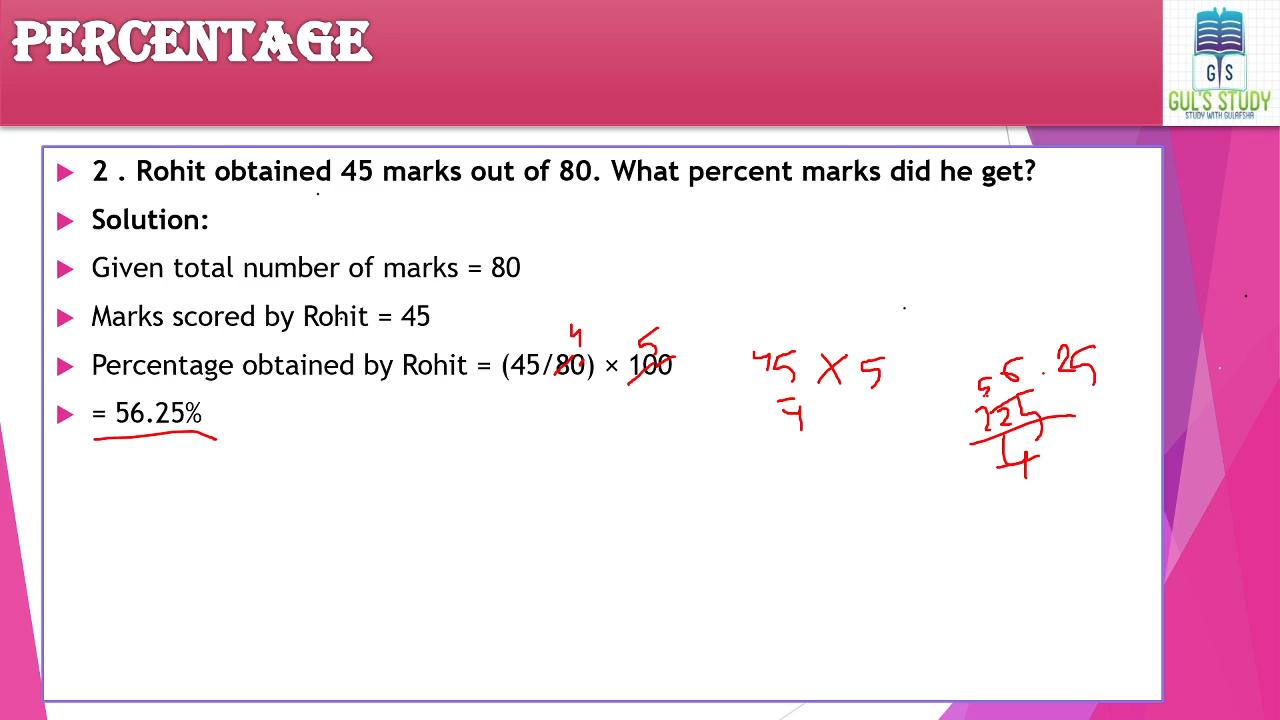 PERCENTAGE
G S
GUL'S STUDY
STUDY WITH GULAFSHA
2 . Rohit obtained 45 marks out of 80. What percent marks did he get?
Solution:
Given total number of marks = 80
Marks scored by Rohit = 45
4 5
Percentage obtained by Rohit = (45/80) × 100
45 × 5
4
56.25
225
4
= 56.25%